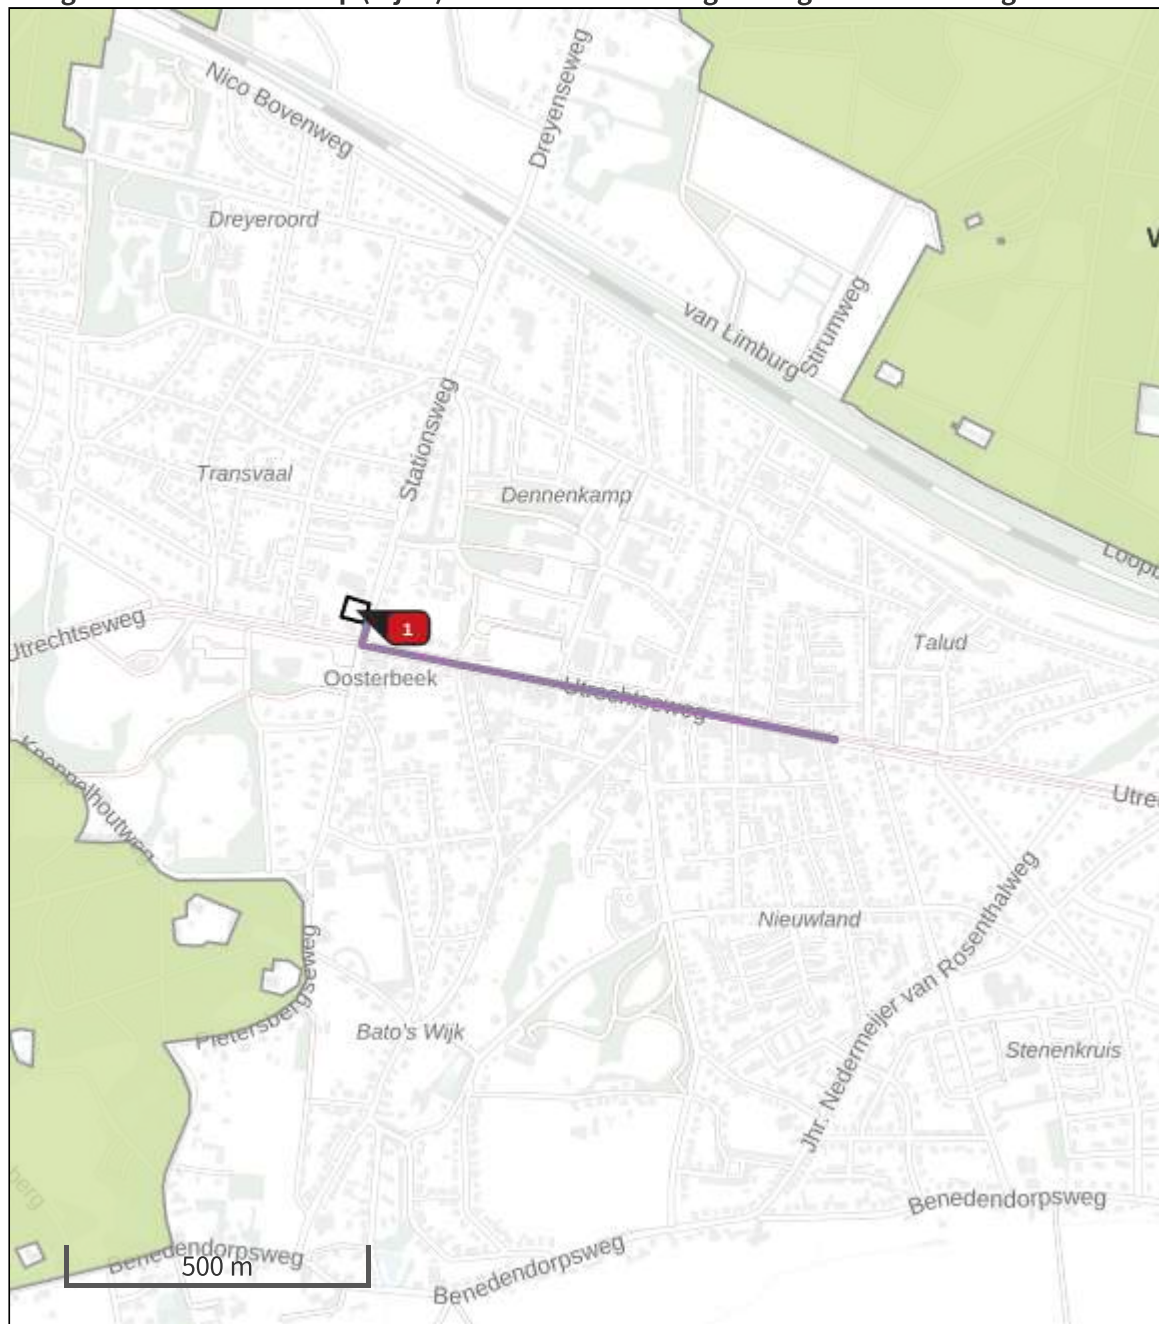 Nico Bovenweg
Dreyenseweg
Dreyeroord
van Limburg
Stirumweg
Stationsweg
Transvaal
Dennenkamp
Utrechtseweg
1
Talud
Oosterbeek
Utrechtseweg
Kneppelhoutweg
Nieuwland
Jhr. Nedermeijer van Rosenthalweg
Pietersbergseweg
Bato's Wijk
Stenenkruis
Benedendorpsweg
Benedendorpsweg
Benedendorpsweg
500 m